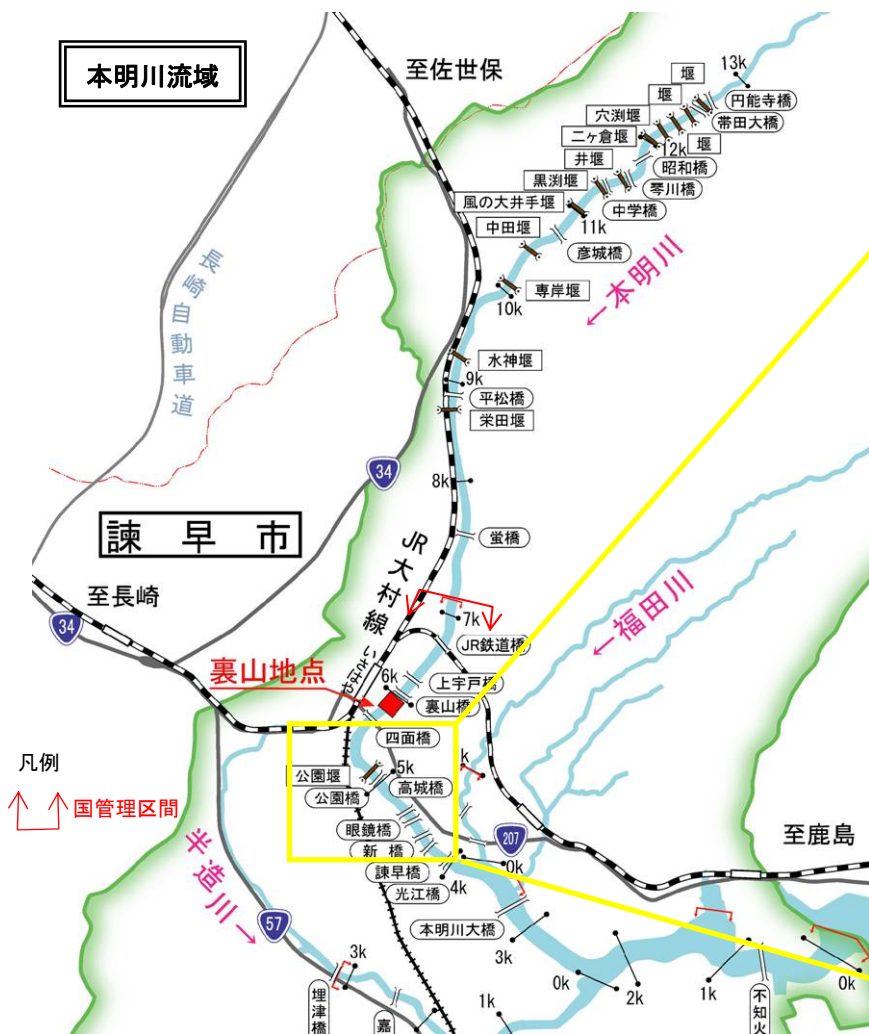 本明川流域
至佐世保
13k
堰
堰
円能寺橋
穴渕堰
帯田大橋
二ヶ倉堰
12k
堰
井堰
昭和橋
黒渕堰
琴川橋
風の大井手堰
中学橋
11k
中田堰
彦城橋
←本明川
専岸堰
10k
長崎自動車道
水神堰
9k
平松橋
栄田堰
34
8k
諫早市
蛍橋
JR大村線
至長崎
←福田川
34
7k
JR鉄道橋
いさはや
裏山地点
6k
上宇戸橋
裏山橋
四面橋
凡例
k
公園堰
5k
高城橋
公園橋
国管理区間
眼鏡橋
207
至鹿島
新橋
0k
諫早橋
4k
光江橋
半造川→
57
本明川大橋
3k
3k
0k
2k
1k
0k
埋津橋
嘉
1k
不知火